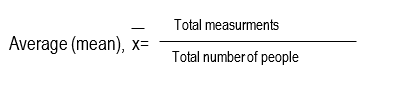 Total measurments
Average (mean), x̄=
Total number of people